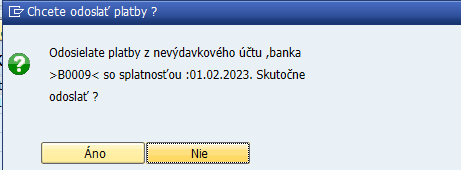 Chcete odoslať platby ?
Odosielate platby z nevýdavkového účtu ,banka
>B0009< so splatnosťou :01.02.2023. Skutočne
odoslať ?
Áno
Nie